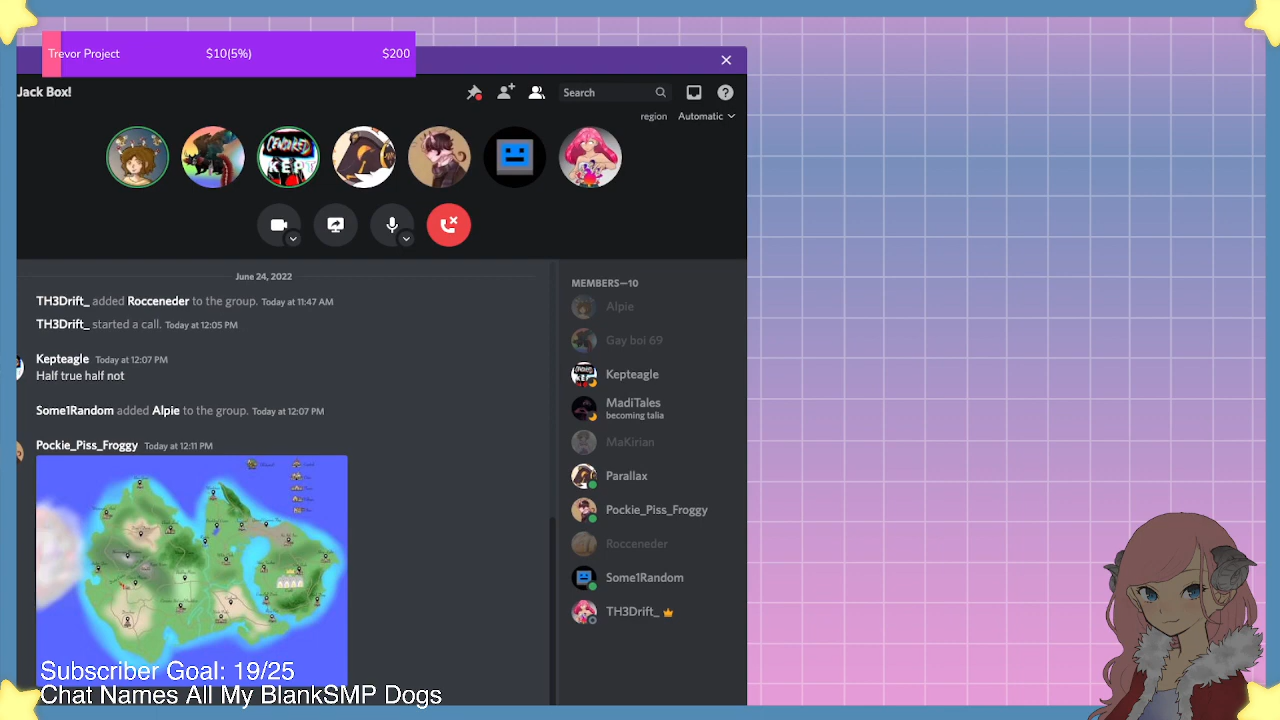 Trevor Project $10(5%) $200
Jack Box!
Search
region Automatic
CENSORED
KEP
June 24, 2022
TH3Drift_ added Rocceneder to the group. Today at 11:47 AM
TH3Drift_ started a call. Today at 12:05 PM
Kepteagle Today at 12:07 PM
Half true half not
Some1Random added Alpie to the group. Today at 12:07 PM
Pockie_Piss_Froggy Today at 12:11 PM
MEMBERS—10
Alpie
Gay boi 69
Kepteagle
MadiTales
becoming talia
MaKirian
Parallax
Pockie_Piss_Froggy
Rocceneder
Some1Random
TH3Drift_
Subscriber Goal: 19/25
Chat Names All My BlankSMP Dogs